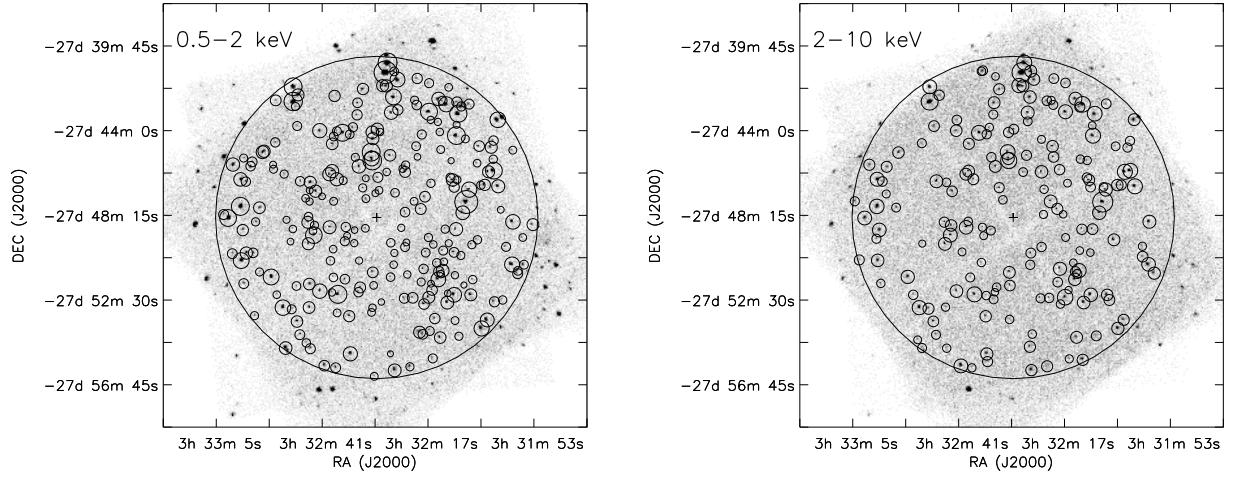 0.5-2 keV
-27d 39m 45s
-27d 44m 0s
-27d 48m 15s
-27d 52m 30s
-27d 56m 45s
DEC (J2000)
3h 33m 5s 3h 32m 41s 3h 32m 17s 3h 31m 53s
RA (J2000)
2-10 keV
-27d 39m 45s
-27d 44m 0s
-27d 48m 15s
-27d 52m 30s
-27d 56m 45s
DEC (J2000)
3h 33m 5s 3h 32m 41s 3h 32m 17s 3h 31m 53s
RA (J2000)